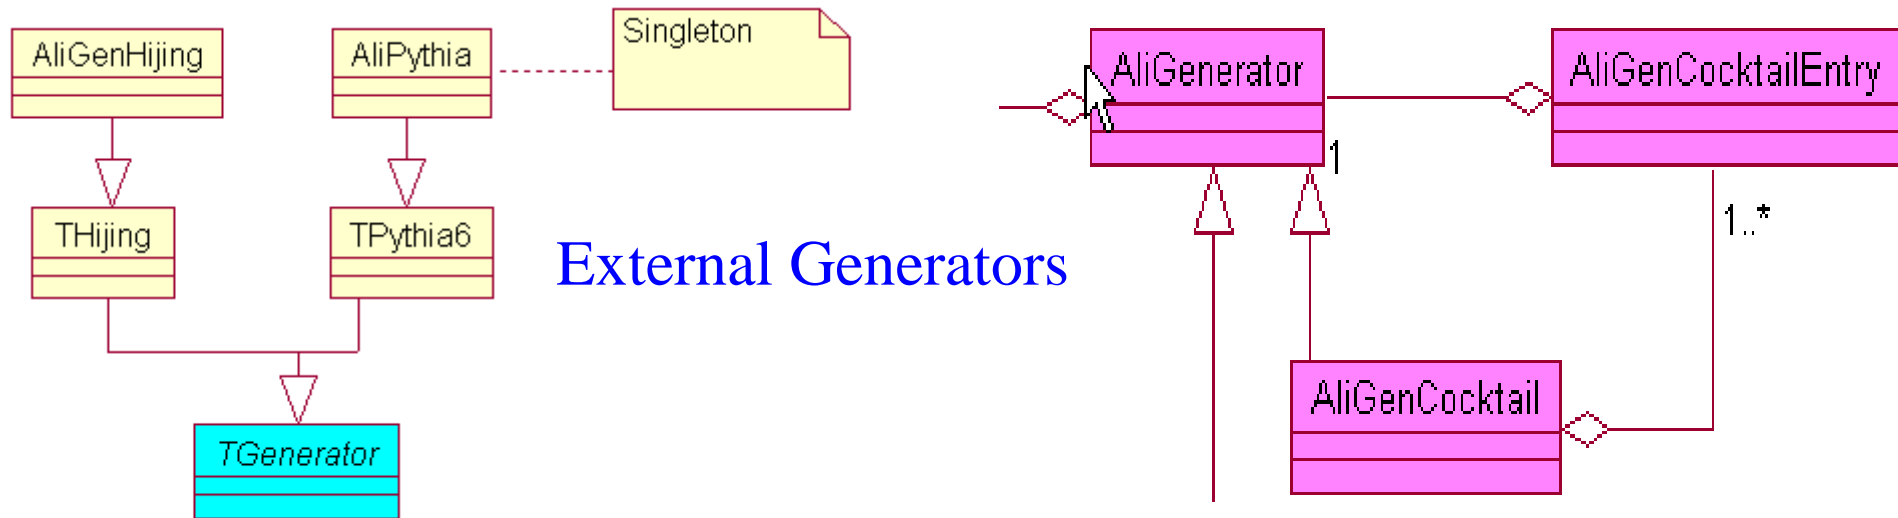 AliGenHijing
AliPythia
Singleton
THijing
TPythia6
TGenerator
External Generators
AliGenerator
AliGenCocktailEntry
1
1..*
AliGenCocktail